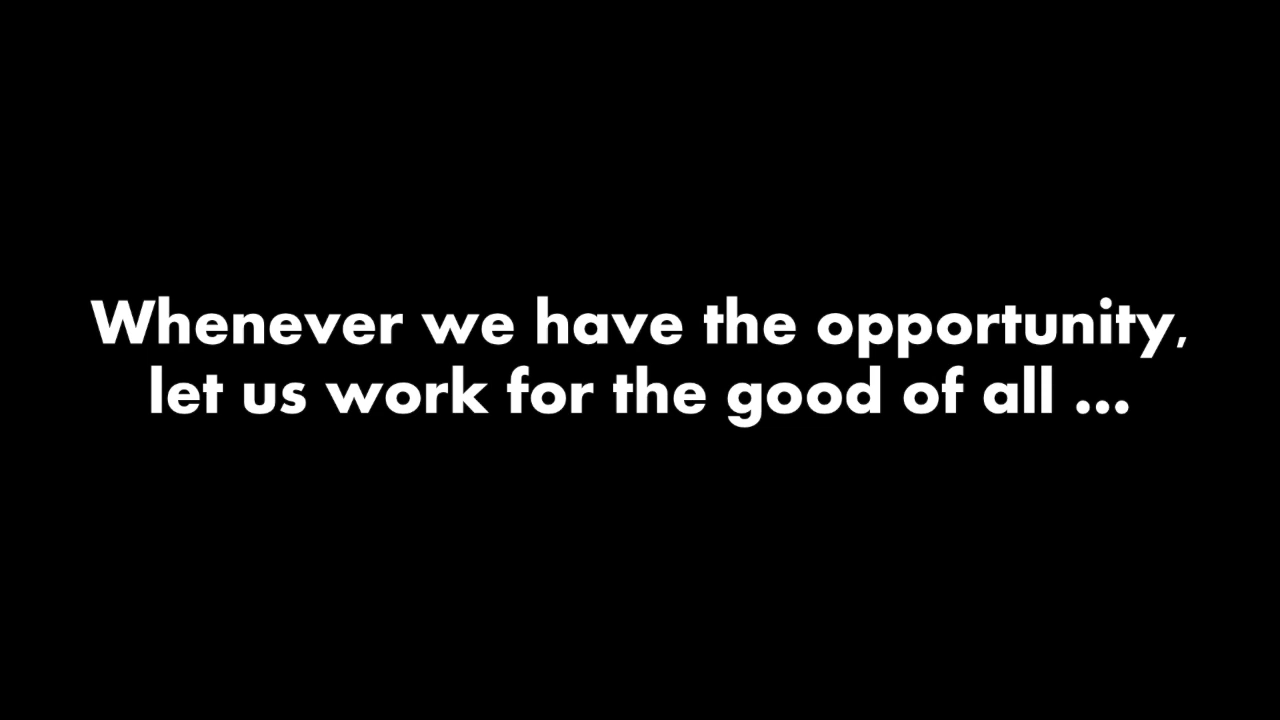 Whenever we have the opportunity,
let us work for the good of all ...